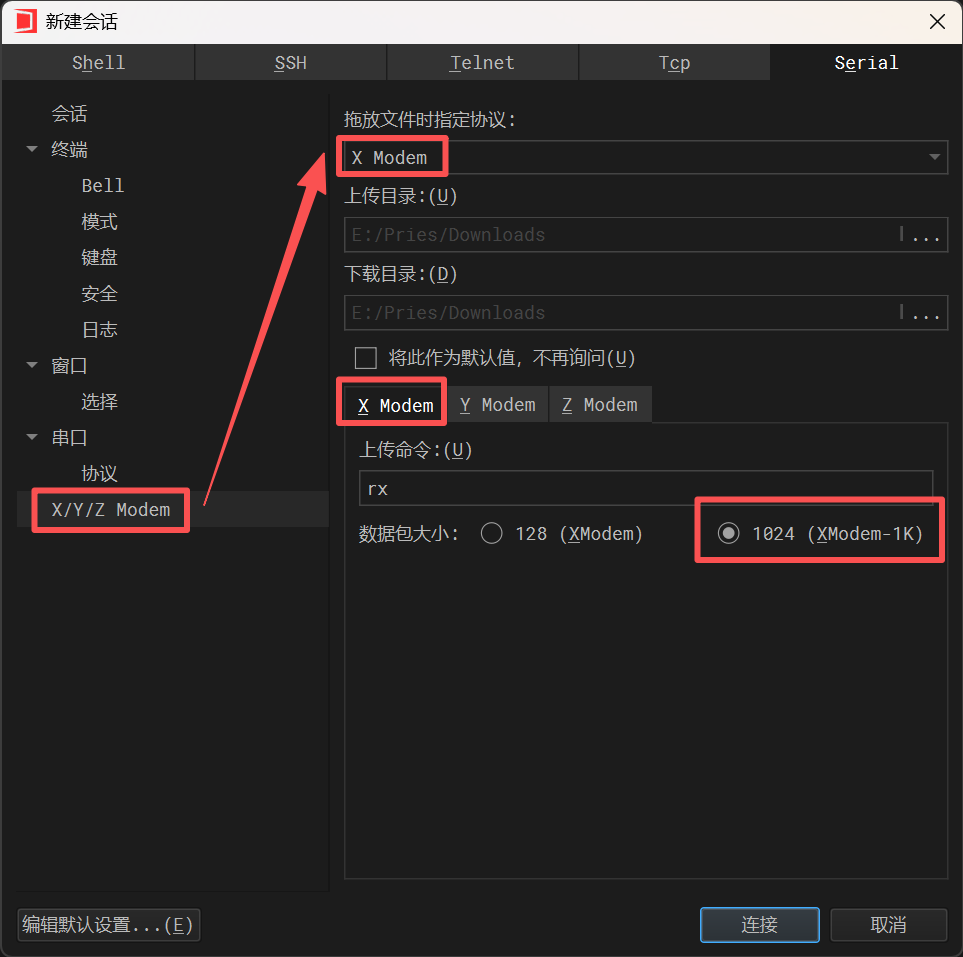 新建会话
Shell SSH Telnet Tcp Serial
会话
终端
Bell
模式
键盘
安全
日志
窗口
选择
串口
协议
X/Y/Z Modem
拖放文件时指定协议:
X Modem
上传目录:(U)
E:/Pries/Downloads ...
下载目录:(D)
E:/Pries/Downloads ...
将此作为默认值, 不再询问(U)
X Modem Y Modem Z Modem
上传命令:(U)
rx
数据包大小: 128 (XModem) 1024 (XModem-1K)
编辑默认设置...(E) 连接 取消